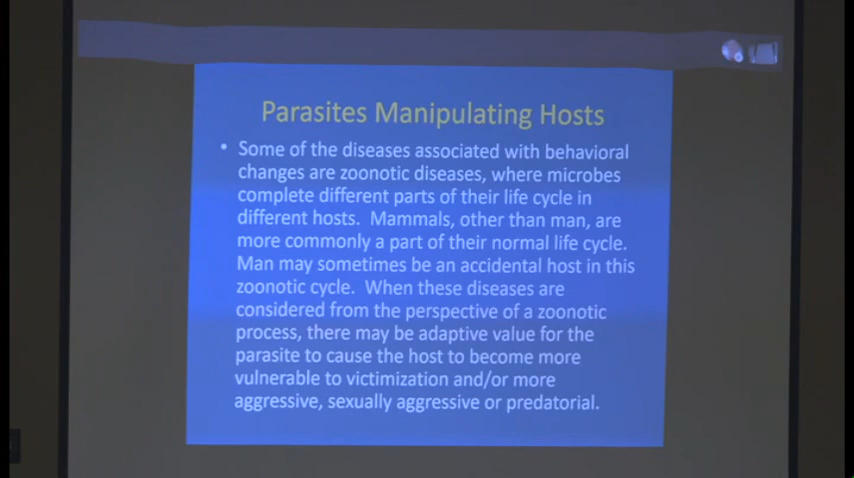 Parasites Manipulating Hosts
• Some of the diseases associated with behavioral
changes are zoonotic diseases, where microbes
complete different parts of their life cycle in
different hosts. Mammals, other than man, are
more commonly a part of their normal life cycle.
Man may sometimes be an accidental host in this
zoonotic cycle. When these diseases are
considered from the perspective of a zoonotic
process, there may be adaptive value for the
parasite to cause the host to become more
vulnerable to victimization and/or more
aggressive, sexually aggressive or predatorial.